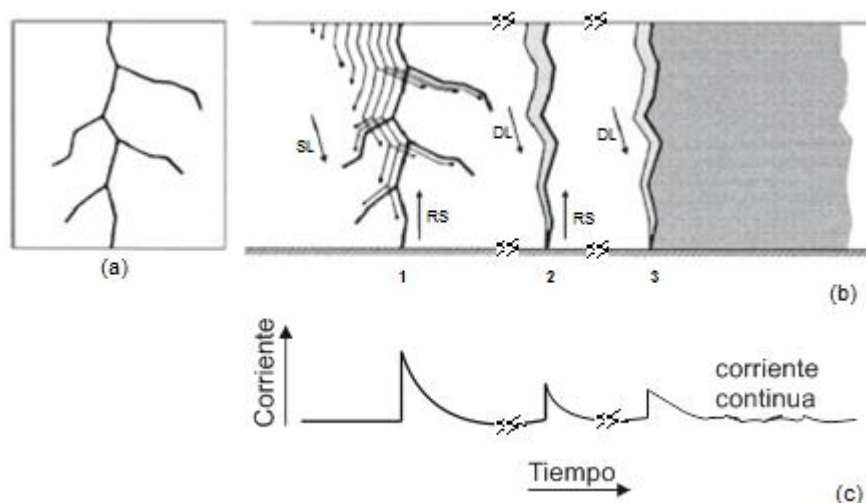 SL
RS
DL
RS
DL
(a)
1
2
3
(b)
Corriente
corriente
continua
Tiempo
(c)